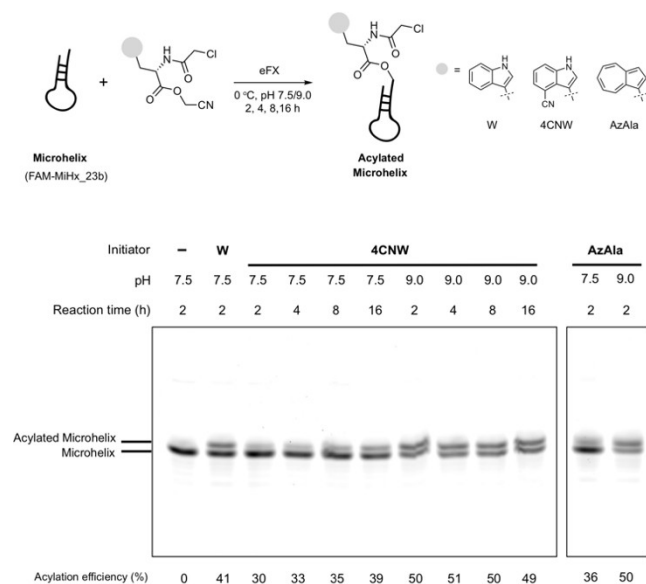 Cl
HN
O
O
O
CN
+
eFX
0 °C, pH 7.5/9.0
2, 4, 8,16 h
Cl
HN
O
O
O
=
H
N
H
N
CN
W
4CNW
AzAla
Microhelix
(FAM-MiHx_23b)
Acylated
Microhelix
Initiator
–
W
4CNW
AzAla
pH
7.5
7.5
7.5
7.5
7.5
7.5
9.0
9.0
9.0
9.0
7.5
9.0
Reaction time (h)
2
2
2
4
8
16
2
4
8
16
2
2
Acylated Microhelix
Microhelix
Acylation efficiency (%)
0
41
30
33
35
39
50
51
50
49
36
50